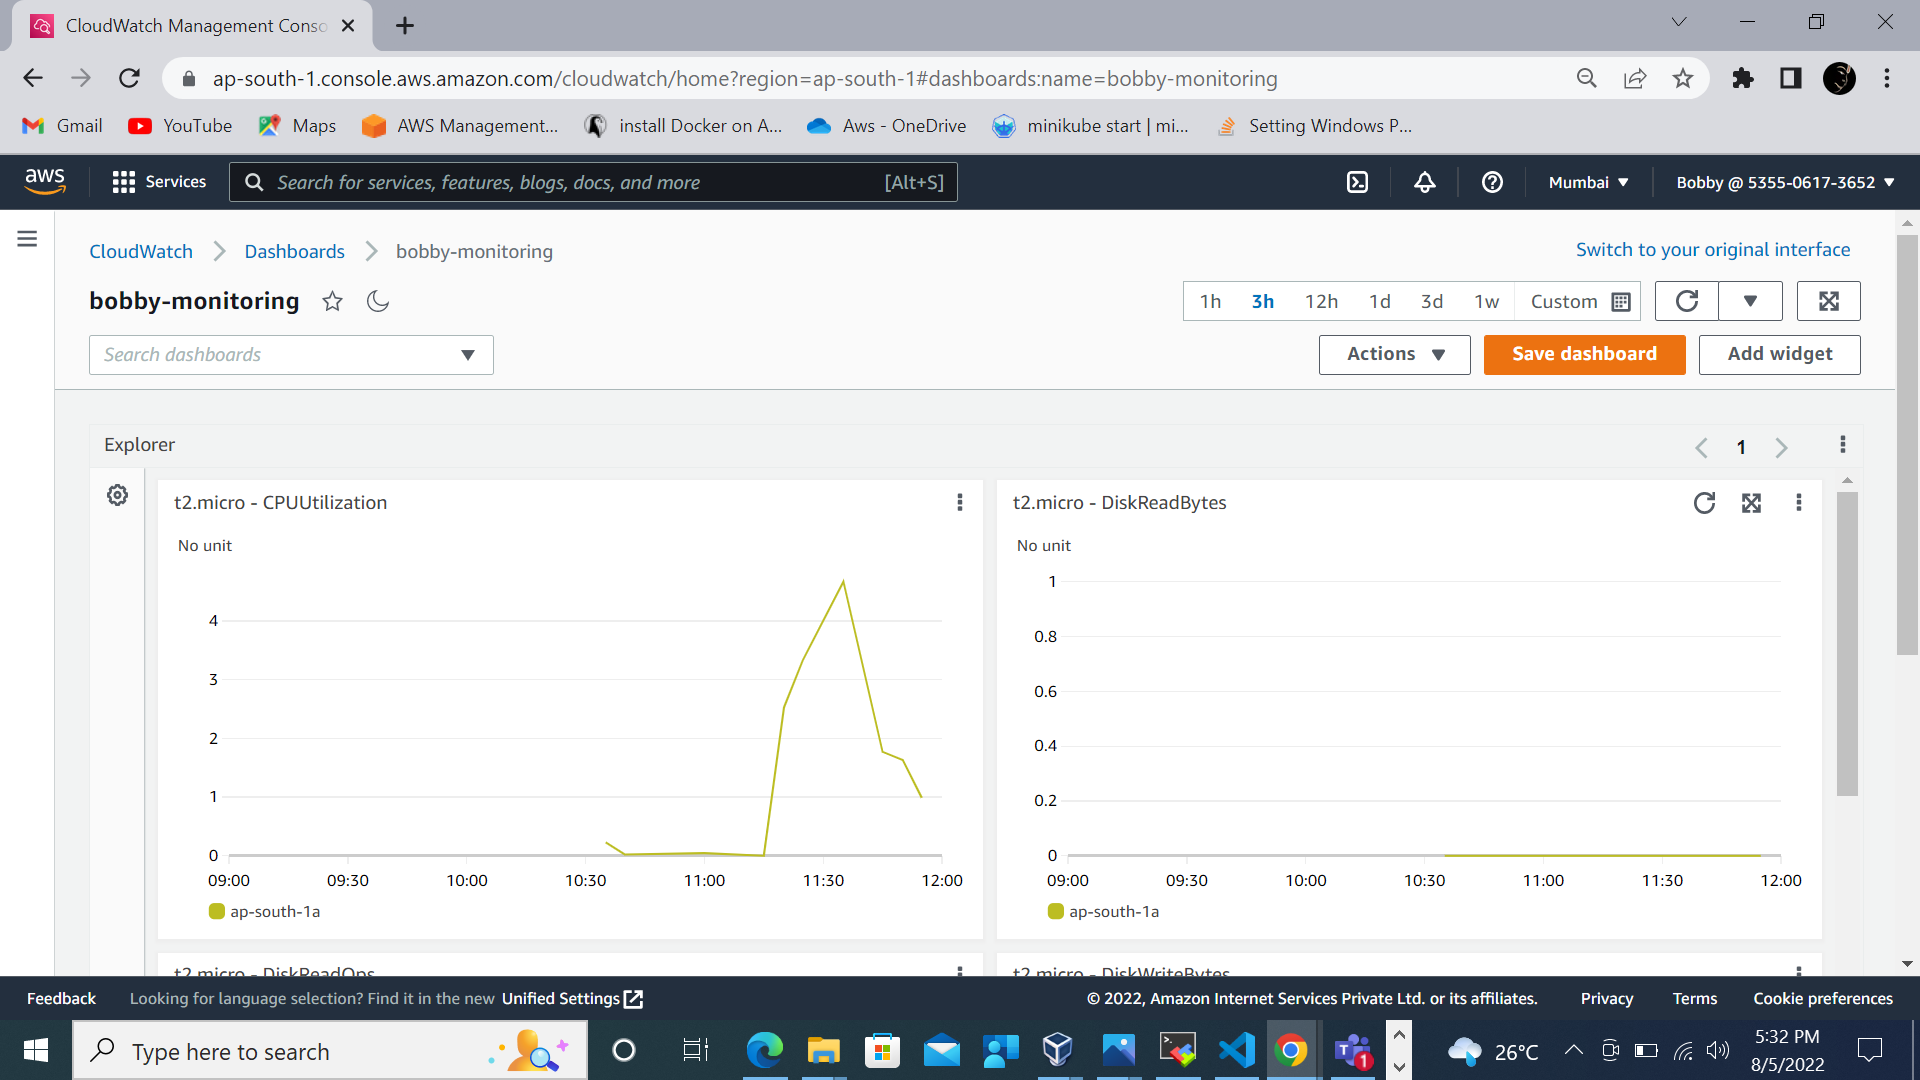 CloudWatch Management Conso
ap-south-1.console.aws.amazon.com/cloudwatch/home?region=ap-south-1#dashboards:name=bobby-monitoring
Gmail YouTube Maps AWS Management... install Docker on A... Aws - OneDrive minikube start | mi... Setting Windows P...
aws Services Search for services, features, blogs, docs, and more [Alt+S] Mumbai Bobby @ 5355-0617-3652
CloudWatch Dashboards bobby-monitoring Switch to your original interface
bobby-monitoring 1h 3h 12h 1d 3d 1w Custom
Search dashboards Actions Save dashboard Add widget
Explorer 1
t2.micro - CPUUtilization
No unit
4
3
2
1
0
09:00 09:30 10:00 10:30 11:00 11:30 12:00
ap-south-1a
t2.micro - DiskReadBytes
No unit
1
0.8
0.6
0.4
0.2
0
09:00 09:30 10:00 10:30 11:00 11:30 12:00
ap-south-1a
t2.micro - DiskReadOps
t2.micro - DiskWriteBytes
Feedback Looking for language selection? Find it in the new Unified Settings © 2022, Amazon Internet Services Private Ltd. or its affiliates. Privacy Terms Cookie preferences
Type here to search 1 26°C 5:32 PM
8/5/2022